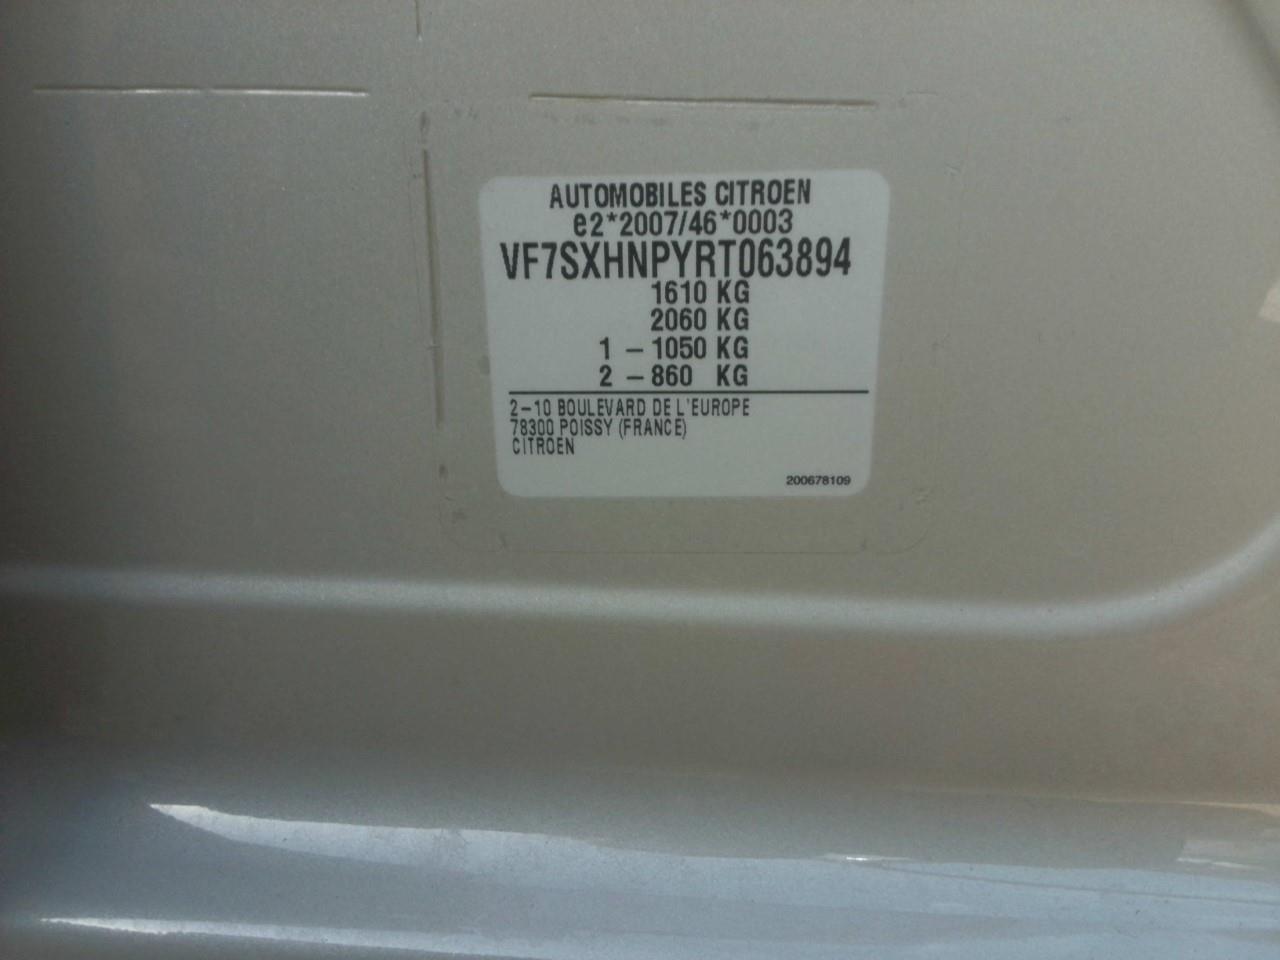 AUTOMOBILES CITROEN
e2*2007/46*0003
VF7SXHNPYRT063894
1610 KG
2060 KG
1 – 1050 KG
2 – 860 KG
2–10 BOULEVARD DE L'EUROPE
78300 POISSY (FRANCE)
CITROEN
200678109